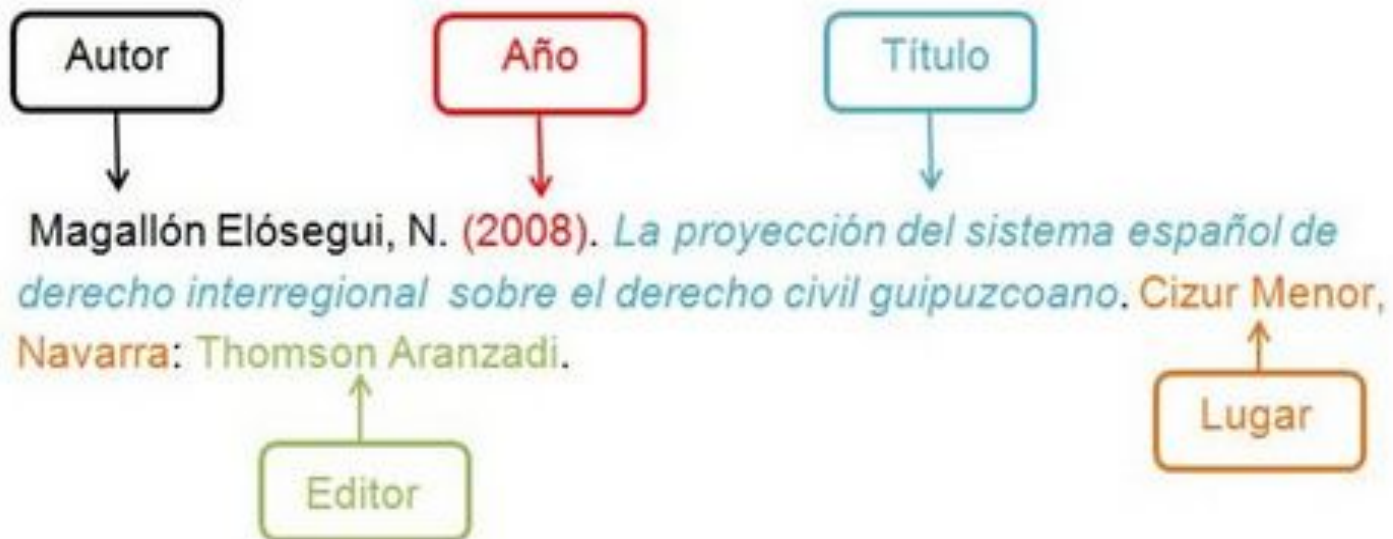 Autor
Año
Título
Magallón Elósegui, N. (2008). La proyección del sistema español de
derecho interregional sobre el derecho civil guipuzcoano. Cizur Menor,
Navarra: Thomson Aranzadi.
Lugar
Editor